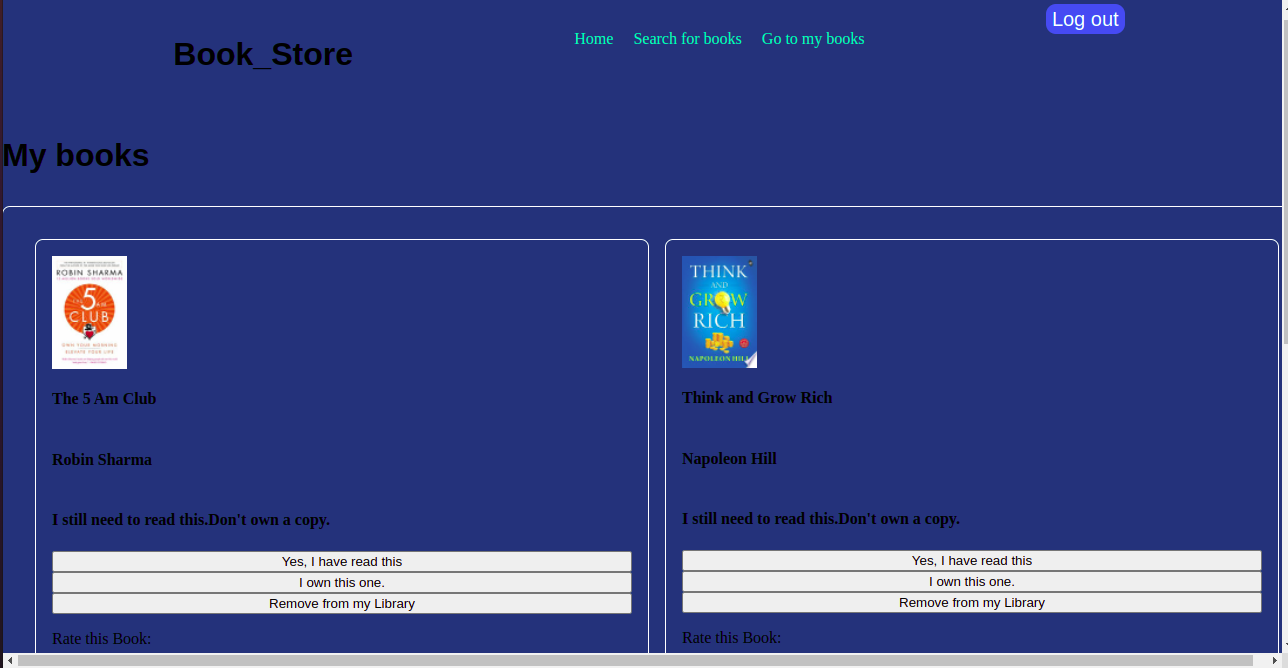 Log out
Book_Store
Home Search for books Go to my books
My books
ROBIN SHARMA
THE 5 AM
CLUB
OWN YOUR MORNING
ELEVATE YOUR LIFE
The 5 Am Club
Robin Sharma
I still need to read this.Don't own a copy.
Yes, I have read this
I own this one.
Remove from my Library
Rate this Book:
THINK
AND
GROW
RICH
NAPOLEON HILL
Think and Grow Rich
Napoleon Hill
I still need to read this.Don't own a copy.
Yes, I have read this
I own this one.
Remove from my Library
Rate this Book: